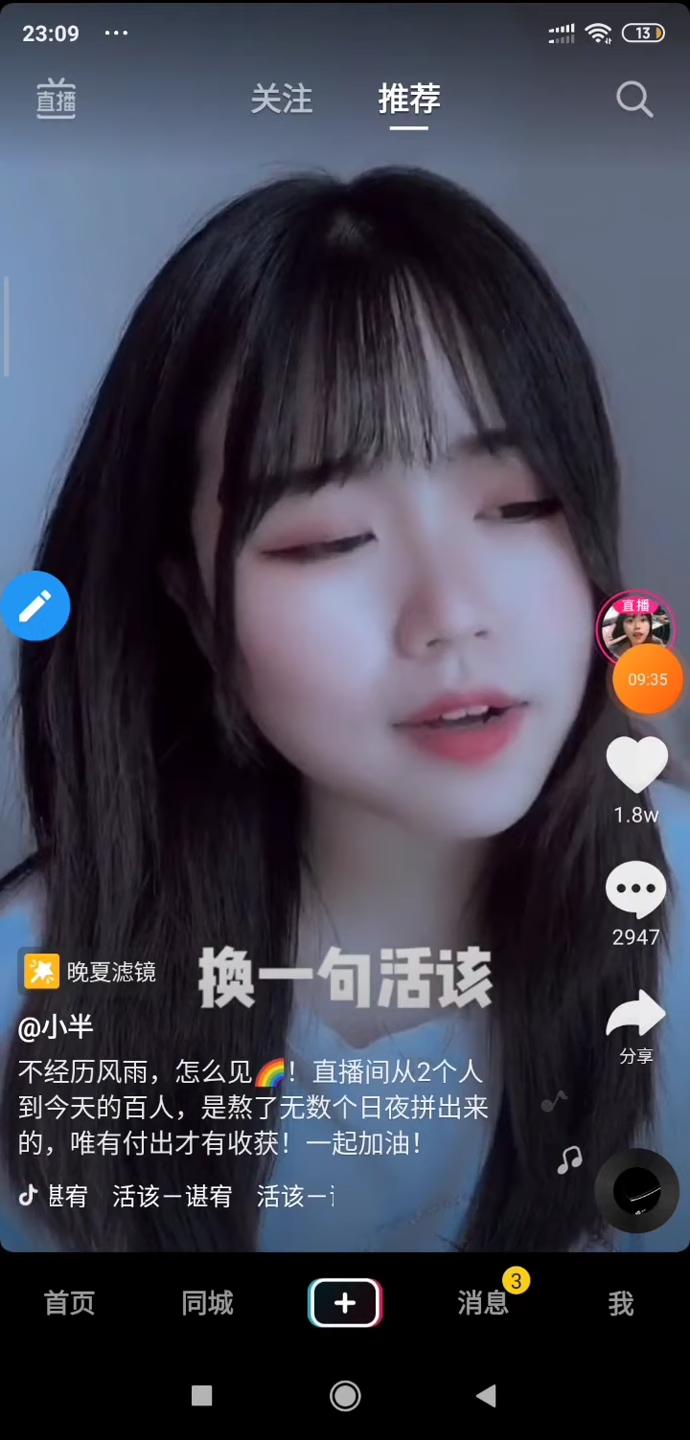 23:09
13
直播
关注
推荐
直播
09:35
1.8w
2947
分享
晚夏滤镜
换一句活该
@小半
不经历风雨，怎么见🌈！直播间从2个人
到今天的百人，是熬了无数个日夜拼出来
的，唯有付出才有收获！一起加油！
谌宥 活该－谌宥 活该－
首页
同城
消息
3
我